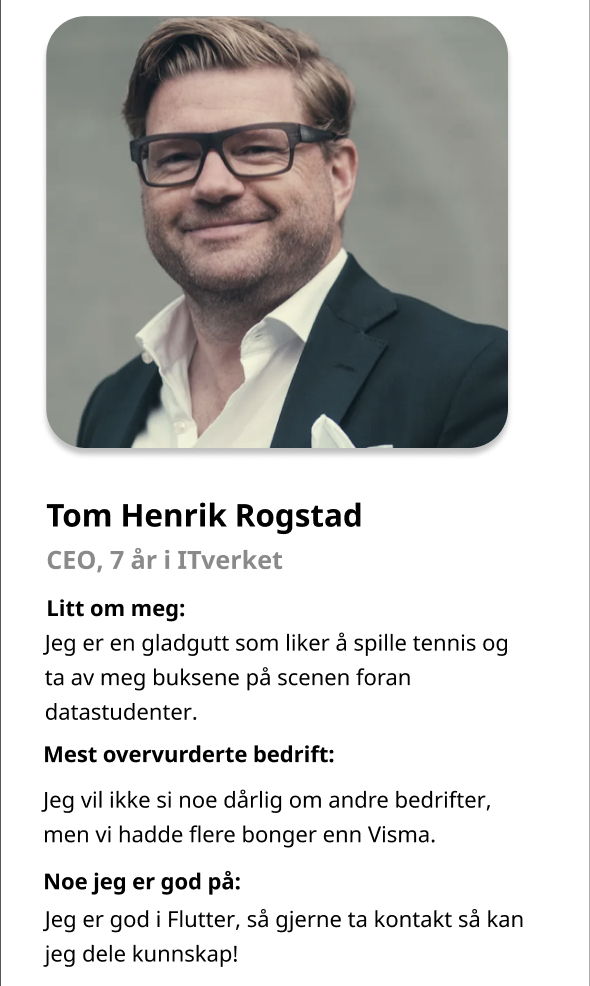 Tom Henrik Rogstad
CEO, 7 år i ITverket
Litt om meg:
Jeg er en gladgutt som liker å spille tennis og
ta av meg buksene på scenen foran
datastudenter.
Mest overvurderte bedrift:
Jeg vil ikke si noe dårlig om andre bedrifter,
men vi hadde flere bonger enn Visma.
Noe jeg er god på:
Jeg er god i Flutter, så gjerne ta kontakt så kan
jeg dele kunnskap!